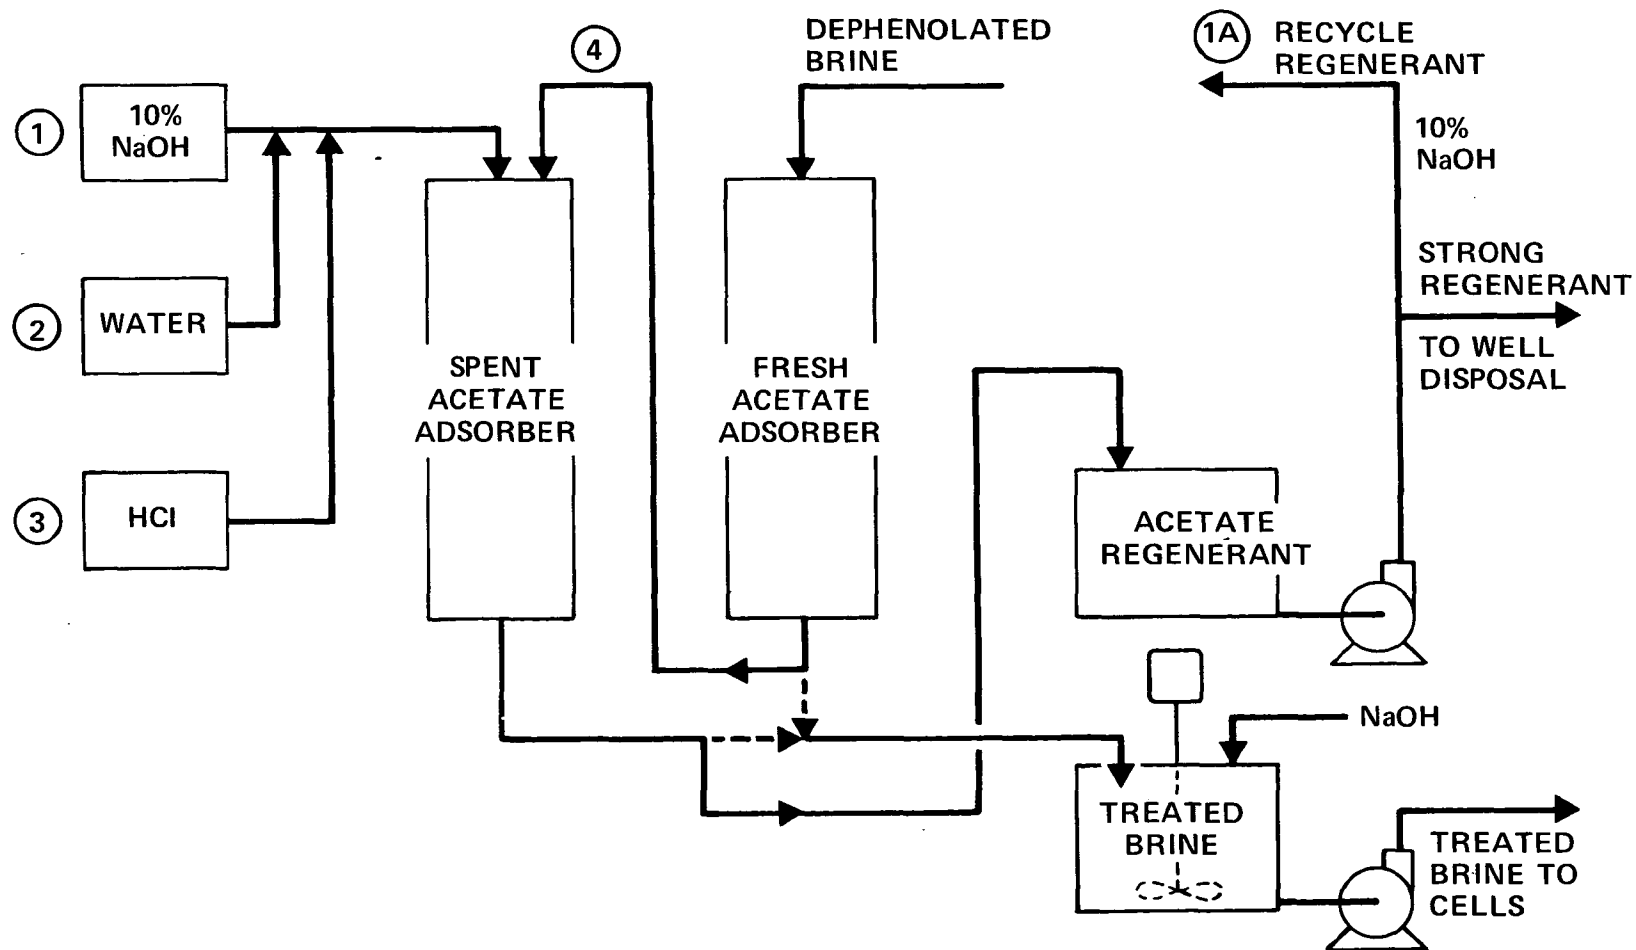 4
DEPHENOLATED
BRINE
1A
RECYCLE
REGENERANT
1
10%
NaOH
10%
NaOH
2
WATER
STRONG
REGENERANT
TO WELL
DISPOSAL
SPENT
ACETATE
ADSORBER
FRESH
ACETATE
ADSORBER
3
HCl
ACETATE
REGENERANT
NaOH
TREATED
BRINE
TREATED
BRINE TO
CELLS